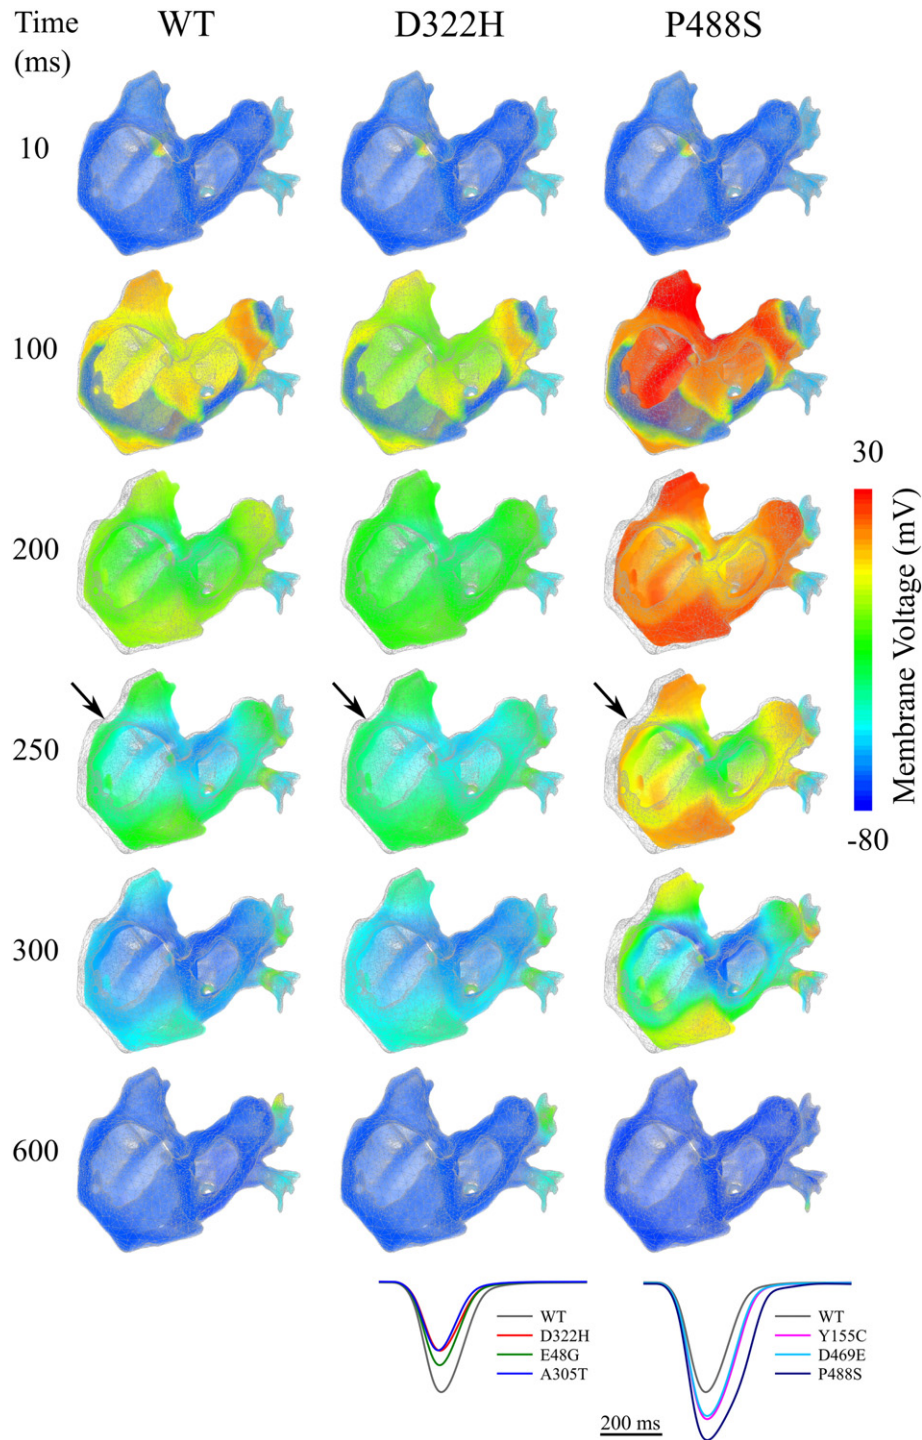 Time WT D322H P488S
(ms)
10
100
30
200
Membrane Voltage (mV)
250
-80
300
600
WT
D322H
E48G
A305T
WT
Y155C
D469E
P488S
200 ms